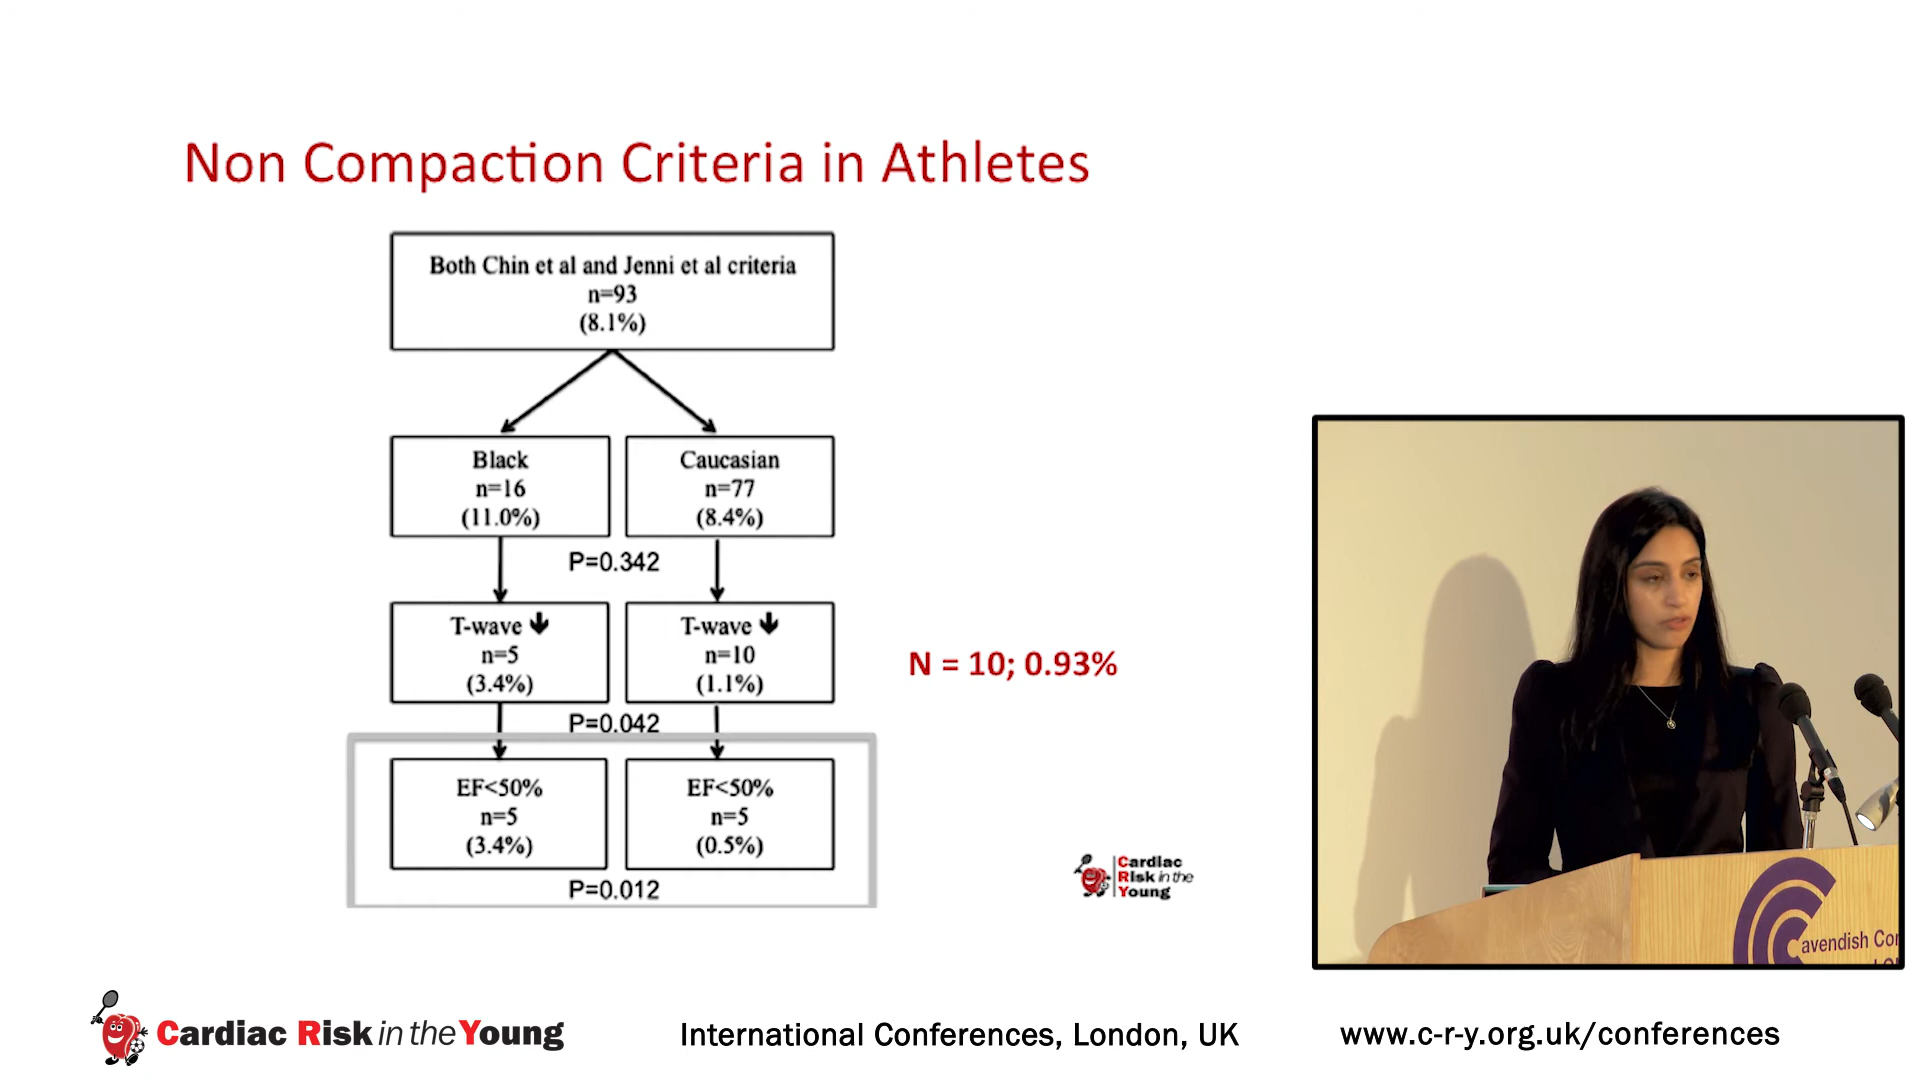 Non Compaction Criteria in Athletes
Both Chin et al and Jenni et al criteria
n=93
(8.1%)
Black
n=16
(11.0%)
Caucasian
n=77
(8.4%)
P=0.342
T-wave ↓
n=5
(3.4%)
T-wave ↓
n=10
(1.1%)
N = 10; 0.93%
P=0.042
EF<50%
n=5
(3.4%)
EF<50%
n=5
(0.5%)
P=0.012
Cardiac
Risk in the
Young
avendish Con
Cardiac Risk in the Young
International Conferences, London, UK
www.c-r-y.org.uk/conferences